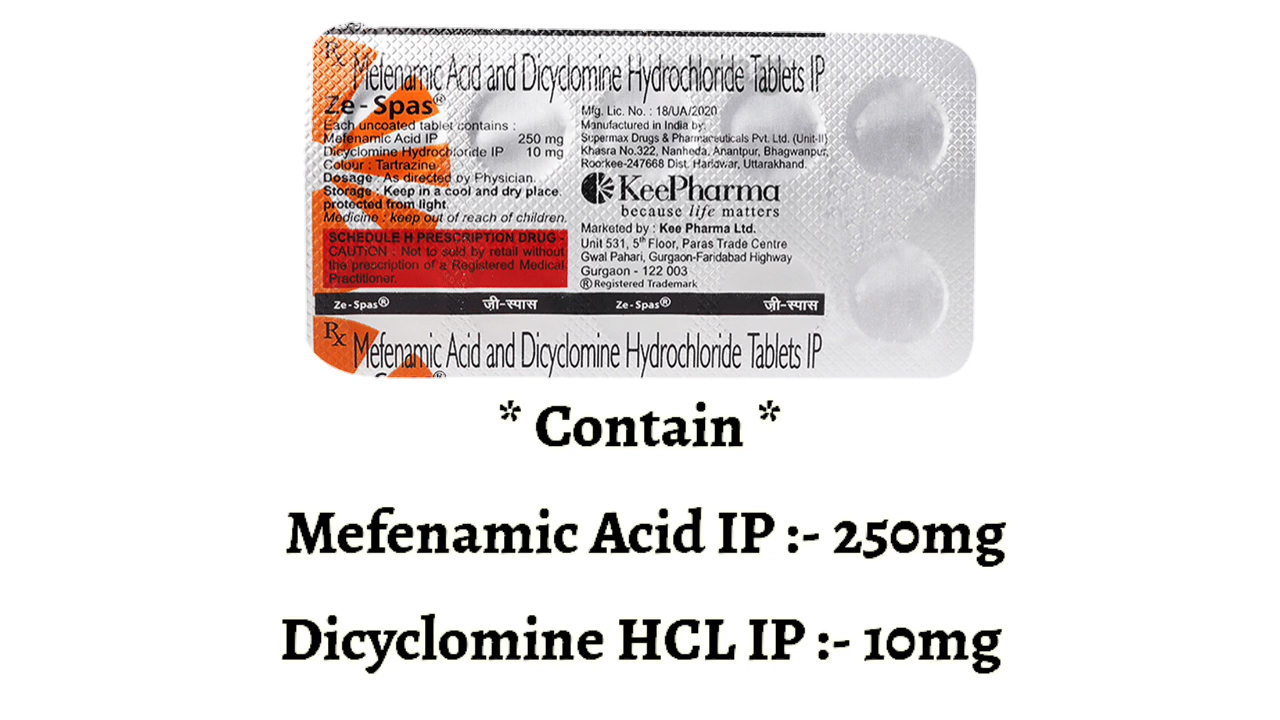 Rx Mefenamic Acid and Dicyclomine Hydrochloride Tablets IP
Ze - Spas®
Each uncoated tablet contains :
Mefenamic Acid IP 250 mg
Dicyclomine Hydrochloride IP 10 mg
Colour : Tartrazine
Dosage : As directed by Physician.
Storage : Keep in a cool and dry place.
protected from light.
Medicine : keep out of reach of children.
SCHEDULE H PRESCRIPTION DRUG -
CAUTION : Not to sold by retail without
the prescription of a Registered Medical
Practitioner.
Mfg. Lic. No. : 18/UA/2020
Manufactured in India by:
Supermax Drugs & Pharmaceuticals Pvt. Ltd. (Unit-II)
Khasra No.322, Nanheda, Anantpur, Bhagwanpur,
Roorkee-247668 Dist. Haridwar, Uttarakhand.
KeePharma
because life matters
Marketed by : Kee Pharma Ltd.
Unit 531, 5th Floor, Paras Trade Centre
Gwal Pahari, Gurgaon-Faridabad Highway
Gurgaon - 122 003
® Registered Trademark
Ze - Spas® ज़ी-स्पास Ze - Spas® ज़ी-स्पास
Rx Mefenamic Acid and Dicyclomine Hydrochloride Tablets IP
* Contain *
Mefenamic Acid IP :- 250mg
Dicyclomine HCL IP :- 10mg